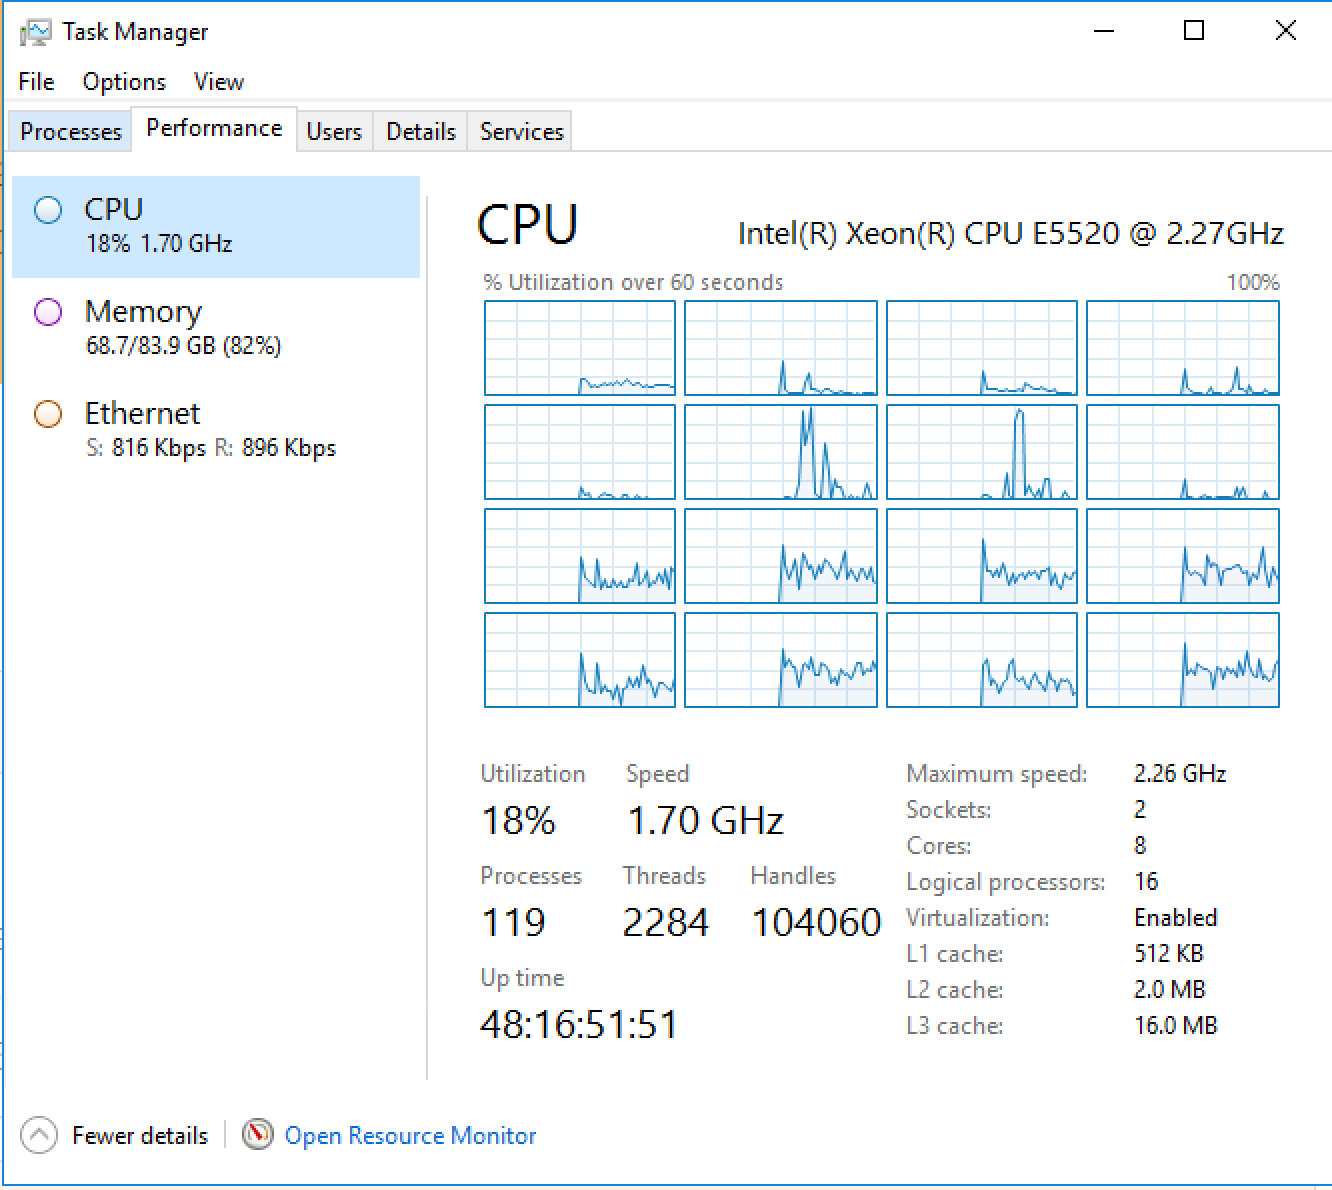 Task Manager
File Options View
Processes Performance Users Details Services
CPU
18% 1.70 GHz
Memory
68.7/83.9 GB (82%)
Ethernet
S: 816 Kbps R: 896 Kbps
CPU Intel(R) Xeon(R) CPU E5520 @ 2.27GHz
% Utilization over 60 seconds 100%
Utilization Speed
18% 1.70 GHz
Processes Threads Handles
119 2284 104060
Up time
48:16:51:51
Maximum speed: 2.26 GHz
Sockets: 2
Cores: 8
Logical processors: 16
Virtualization: Enabled
L1 cache: 512 KB
L2 cache: 2.0 MB
L3 cache: 16.0 MB
Fewer details Open Resource Monitor